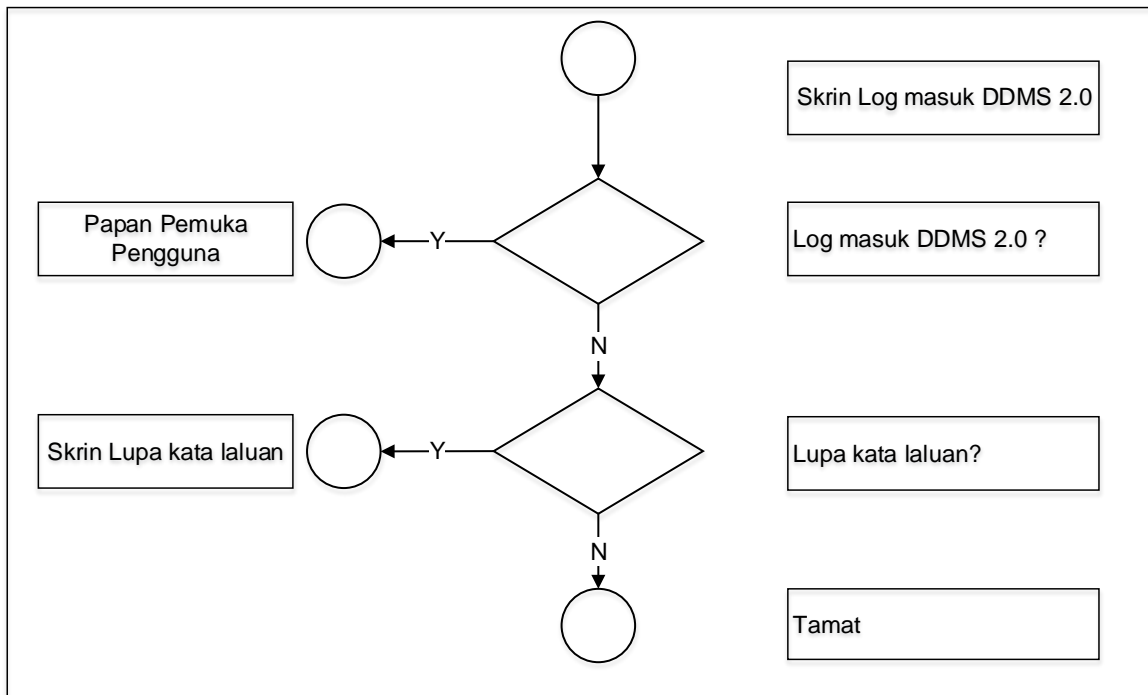 Skrin Log masuk DDMS 2.0
Papan Pemuka
Pengguna
Y
Log masuk DDMS 2.0 ?
N
Skrin Lupa kata laluan
Y
Lupa kata laluan?
N
Tamat